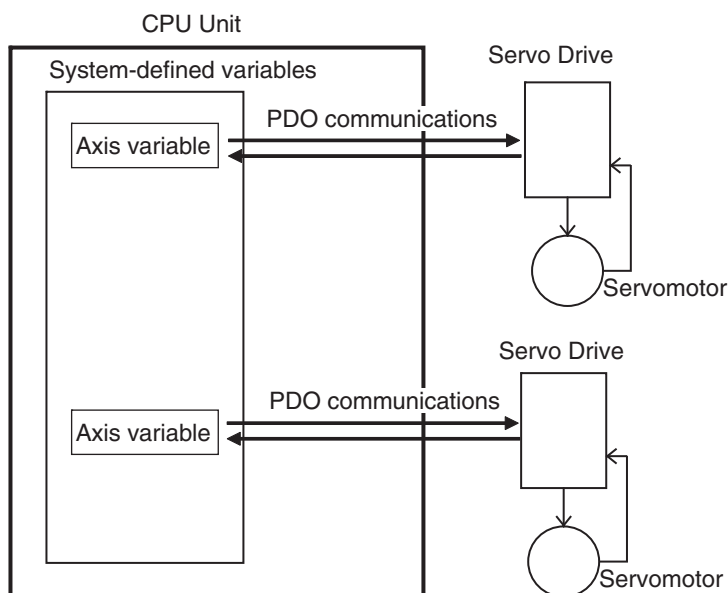 CPU Unit
System-defined variables
Servo Drive
PDO communications
Axis variable
Servomotor
Servo Drive
PDO communications
Axis variable
Servomotor